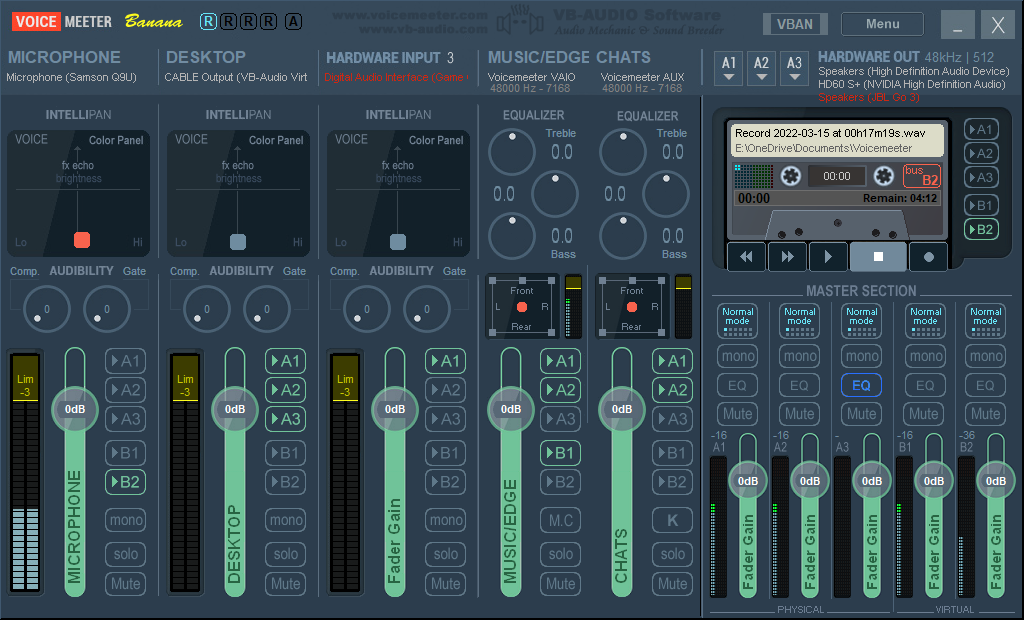 VOICE MEETER Banana R R R R A www.voicemeeter.com VB-AUDIO Software VBAN Menu _ X
www.vb-audio.com Audio Mechanic & Sound Breeder
MICROPHONE DESKTOP HARDWARE INPUT 3 MUSIC/EDGE CHATS A1 A2 A3 HARDWARE OUT 48kHz | 512
Microphone (Samson Q9U) CABLE Output (VB-Audio Virt Digital Audio Interface (Game Voicemeeter VAIO Voicemeeter AUX Speakers (High Definition Audio Device)
48000 Hz - 7168 48000 Hz - 7168 HD60 S+ (NVIDIA High Definition Audio)
Speakers (JBL Go 3)
INTELLIPAN INTELLIPAN INTELLIPAN EQUALIZER EQUALIZER
VOICE Color Panel VOICE Color Panel VOICE Color Panel Treble Treble
fx echo fx echo fx echo 0.0 0.0
brightness brightness brightness
0.0 0.0
Lo Hi Lo Hi Lo Hi 0.0 0.0
Bass Bass
Record 2022-03-15 at 00h17m19s.wav A1
E:\OneDrive\Documents\Voicemeeter A2
00:00 bus B2 A3
00:00 Remain: 04:12 B1
B2
Comp. AUDIBILITY Gate Comp. AUDIBILITY Gate Comp. AUDIBILITY Gate
0 0 0 0 0 0
Front Front
L R L R
Rear Rear
MASTER SECTION
Normal mode Normal mode Normal mode Normal mode Normal mode
mono mono mono mono mono
EQ EQ EQ EQ EQ
Mute Mute Mute Mute Mute
Lim -3 0dB MICROPHONE A1 A2 A3 B1 B2 mono solo Mute
Lim -3 0dB DESKTOP A1 A2 A3 B1 B2 mono solo Mute
Lim -3 0dB Fader Gain A1 A2 A3 B1 B2 mono solo Mute
0dB MUSIC/EDGE A1 A2 A3 B1 B2 M.C solo Mute
0dB CHATS A1 A2 A3 B1 B2 K solo Mute
-16 -16 - -16 -36
A1 A2 A3 B1 B2
0dB 0dB 0dB 0dB 0dB
Fader Gain Fader Gain Fader Gain Fader Gain Fader Gain
PHYSICAL VIRTUAL